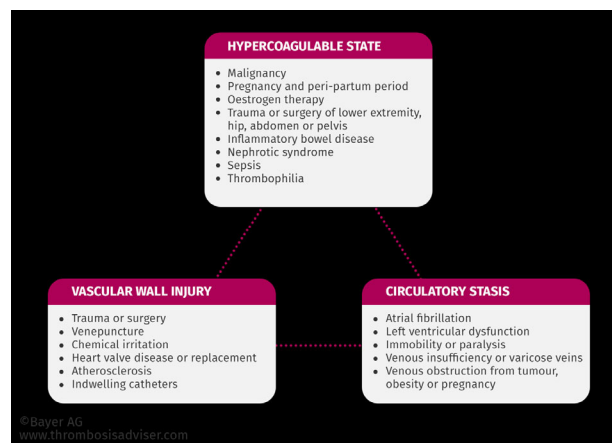 HYPERCOAGULABLE STATE
• Malignancy
• Pregnancy and peri-partum period
• Oestrogen therapy
• Trauma or surgery of lower extremity,
hip, abdomen or pelvis
• Inflammatory bowel disease
• Nephrotic syndrome
• Sepsis
• Thrombophilia
VASCULAR WALL INJURY
• Trauma or surgery
• Venepuncture
• Chemical irritation
• Heart valve disease or replacement
• Atherosclerosis
• Indwelling catheters
CIRCULATORY STASIS
• Atrial fibrillation
• Left ventricular dysfunction
• Immobility or paralysis
• Venous insufficiency or varicose veins
• Venous obstruction from tumour,
obesity or pregnancy
©Bayer AG
www.thrombosisadviser.com